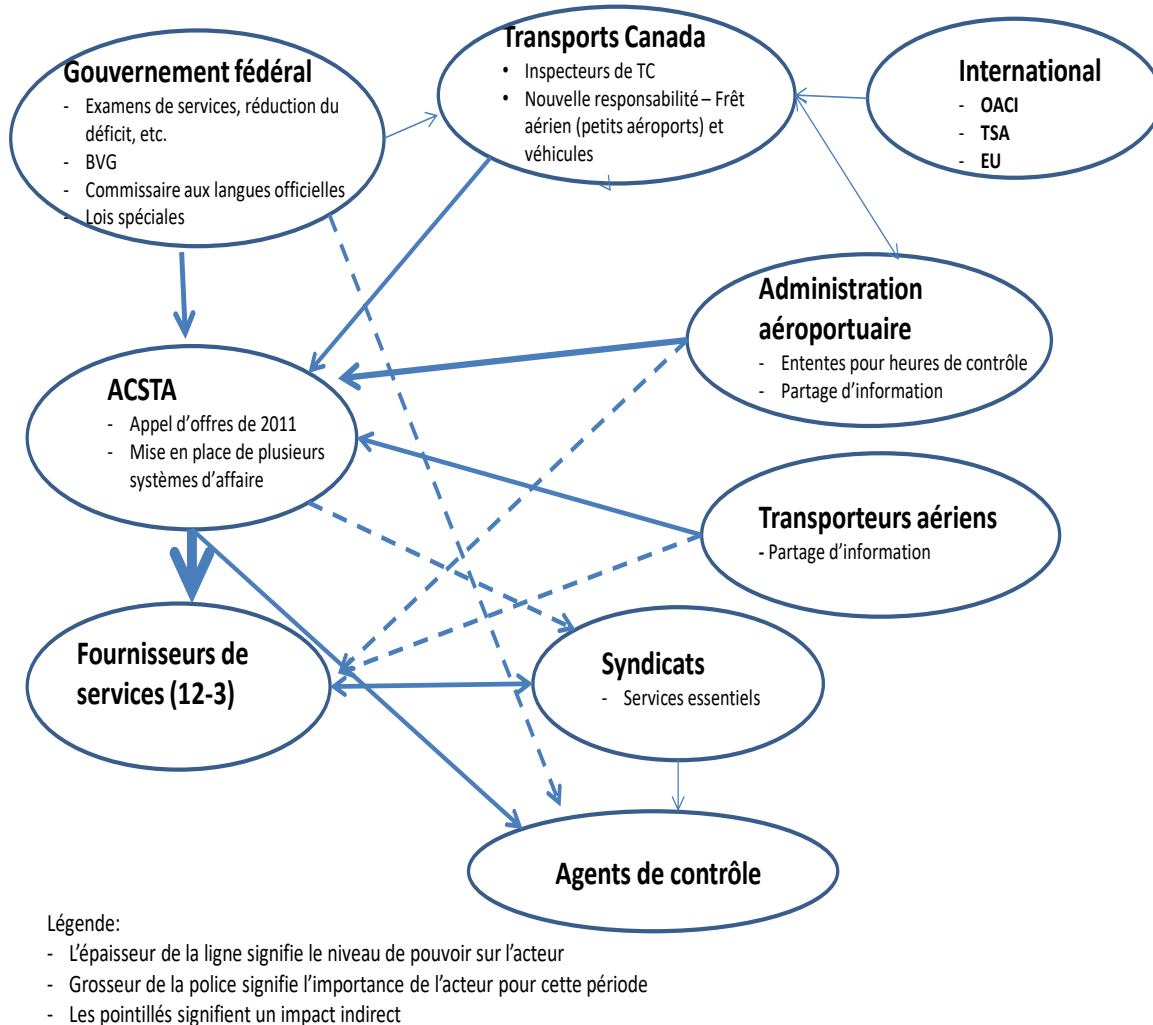 Gouvernement fédéral
- Examens de services, réduction du
déficit, etc.
- BVG
- Commissaire aux langues officielles
- Lois spéciales
Transports Canada
• Inspecteurs de TC
• Nouvelle responsabilité – Frêt
aérien (petits aéroports) et
véhicules
International
- OACI
- TSA
- EU
Administration
aéroportuaire
- Ententes pour heures de contrôle
- Partage d'information
ACSTA
- Appel d'offres de 2011
- Mise en place de plusieurs
systèmes d'affaire
Transporteurs aériens
- Partage d'information
Fournisseurs de
services (12-3)
Syndicats
- Services essentiels
Agents de contrôle
Légende:
- L'épaisseur de la ligne signifie le niveau de pouvoir sur l'acteur
- Grosseur de la police signifie l'importance de l'acteur pour cette période
- Les pointillés signifient un impact indirect